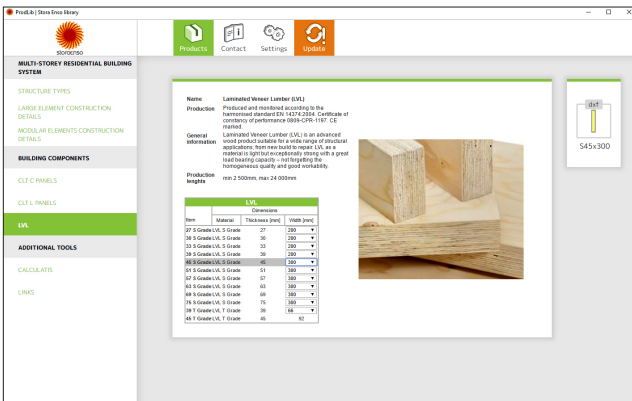 ProdLib | Stora Enso library
storaenso
Products
Contact
Settings
Update
MULTI-STOREY RESIDENTIAL BUILDING
SYSTEM
STRUCTURE TYPES
LARGE ELEMENT CONSTRUCTION
DETAILS
MODULAR ELEMENTS CONSTRUCTION
DETAILS
BUILDING COMPONENTS
CLT C PANELS
CLT L PANELS
LVL
ADDITIONAL TOOLS
CALCULATIS
LINKS
Name Laminated Veneer Lumber (LVL)
Production Produced and monitored according to the
harmonised standard EN 14374:2004. Certificate of
constancy of performance 0809-CPR-1197. CE
marked.
General Laminated Veneer Lumber (LVL) is an advanced
information wood product suitable for a wide range of structural
applications, from new build to repair. LVL as a
material is light but exceptionally strong with a great
load bearing capacity – not forgetting the
homogeneous quality and good workability.
Production min 2 500mm, max 24 000mm
lenghts
LVL
Dimensions
Item Material Thickness [mm] Width [mm]
27 S Grade LVL S Grade 27 200
30 S Grade LVL S Grade 30 200
33 S Grade LVL S Grade 33 200
39 S Grade LVL S Grade 39 200
45 S Grade LVL S Grade 45 300
51 S Grade LVL S Grade 51 300
57 S Grade LVL S Grade 57 300
63 S Grade LVL S Grade 63 300
69 S Grade LVL S Grade 69 300
75 S Grade LVL S Grade 75 300
39 T Grade LVL T Grade 39 66
45 T Grade LVL T Grade 45 92
dxf
S45x300